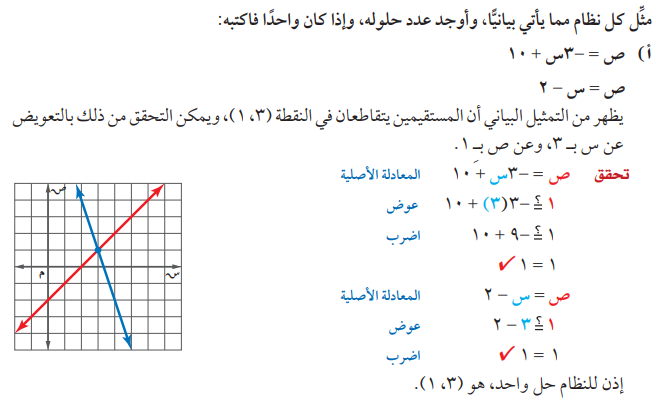 مثِّل كل نظام مما يأتي بيانيًّا، وأوجد عدد حلوله، وإذا كان واحدًا فاكتبه:
أ) ص = –٣س + ١٠
ص = س – ٢
يظهر من التمثيل البياني أن المستقيمين يتقاطعان في النقطة (٣، ١)، ويمكن التحقق من ذلك بالتعويض
عن س بـ ٣، وعن ص بـِ ١.
تحقق ص = –٣س + ١٠ المعادلة الأصلية
١ ≟ –٣(٣) + ١٠ عوض
١ ≟ –٩ + ١٠ اضرب
١ = ١ ✓
ص = س – ٢ المعادلة الأصلية
١ ≟ ٣ – ٢ عوض
١ = ١ ✓ اضرب
ص
م
س
إذن للنظام حل واحد، هو (٣، ١).